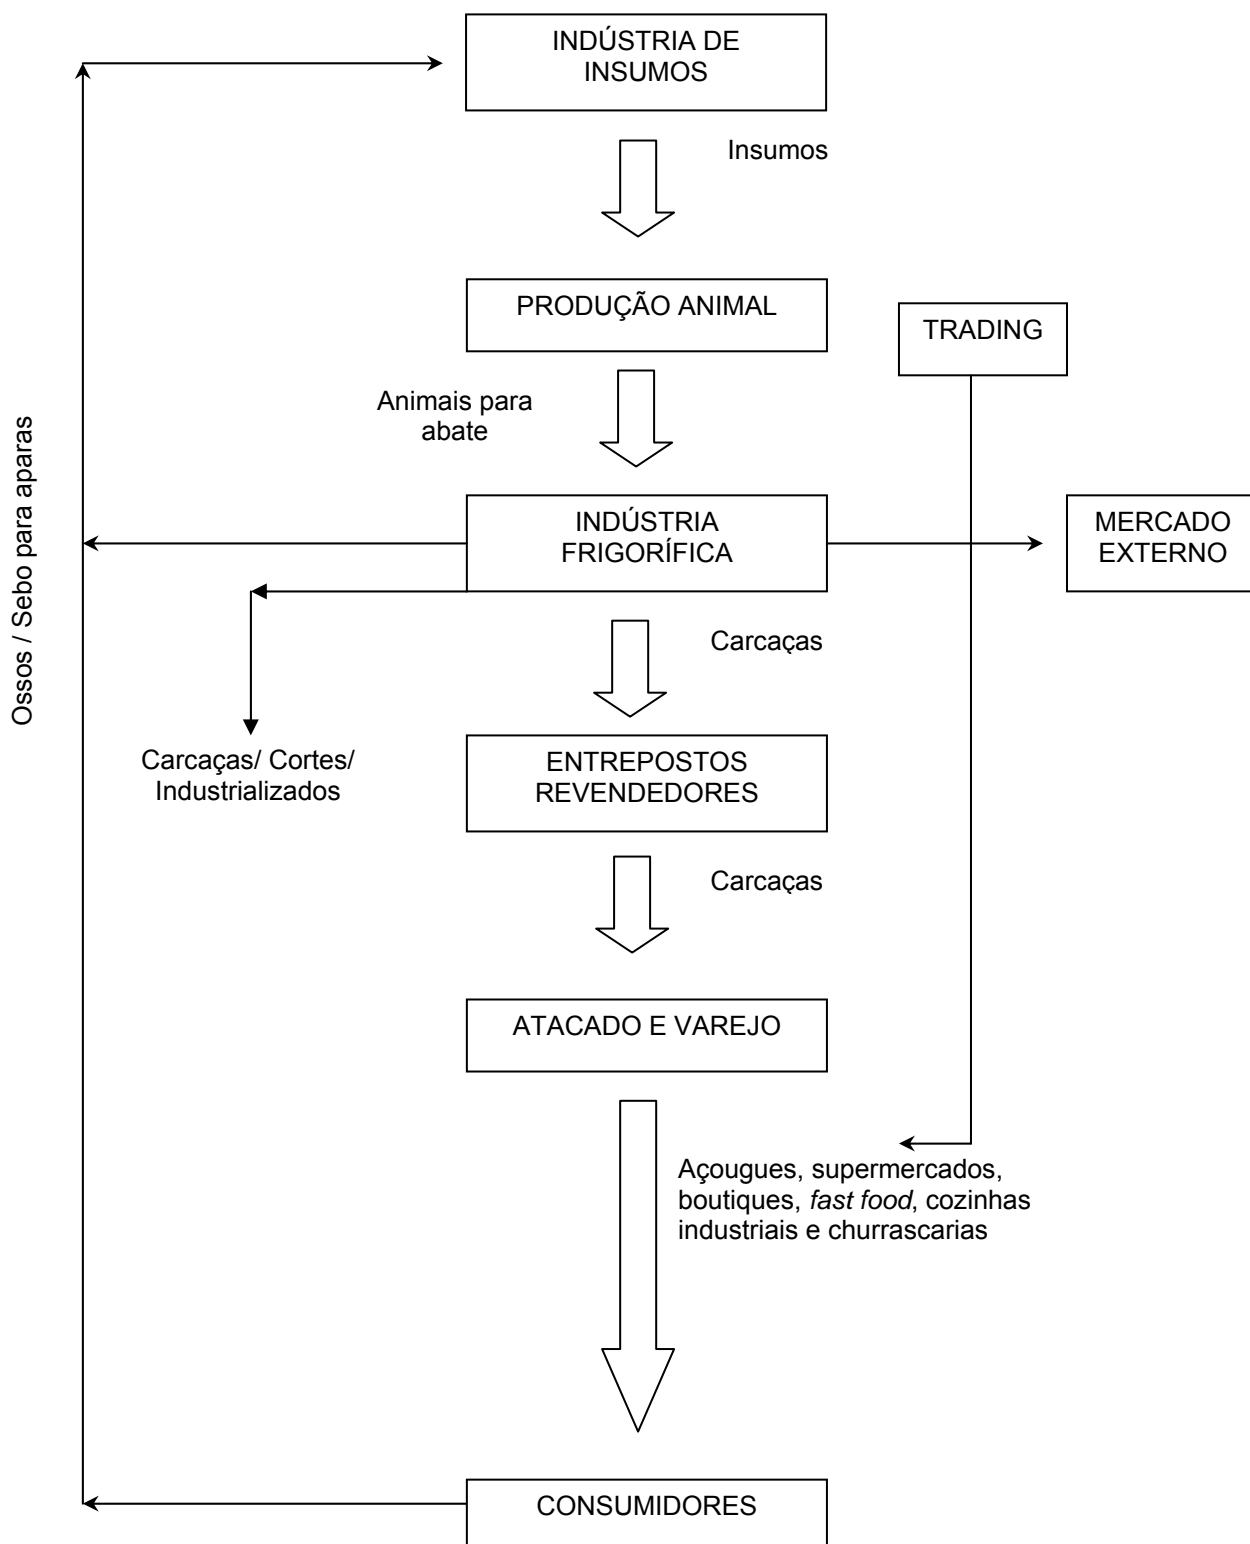 INDÚSTRIA DE
INSUMOS
Insumos
PRODUÇÃO ANIMAL
TRADING
Animais para
abate
Ossos / Sebo para aparas
INDÚSTRIA
FRIGORÍFICA
MERCADO
EXTERNO
Carcaças
Carcaças/ Cortes/
Industrializados
ENTREPOSTOS
REVENDEDORES
Carcaças
ATACADO E VAREJO
Açougues, supermercados,
boutiques, fast food, cozinhas
industriais e churrascarias
CONSUMIDORES